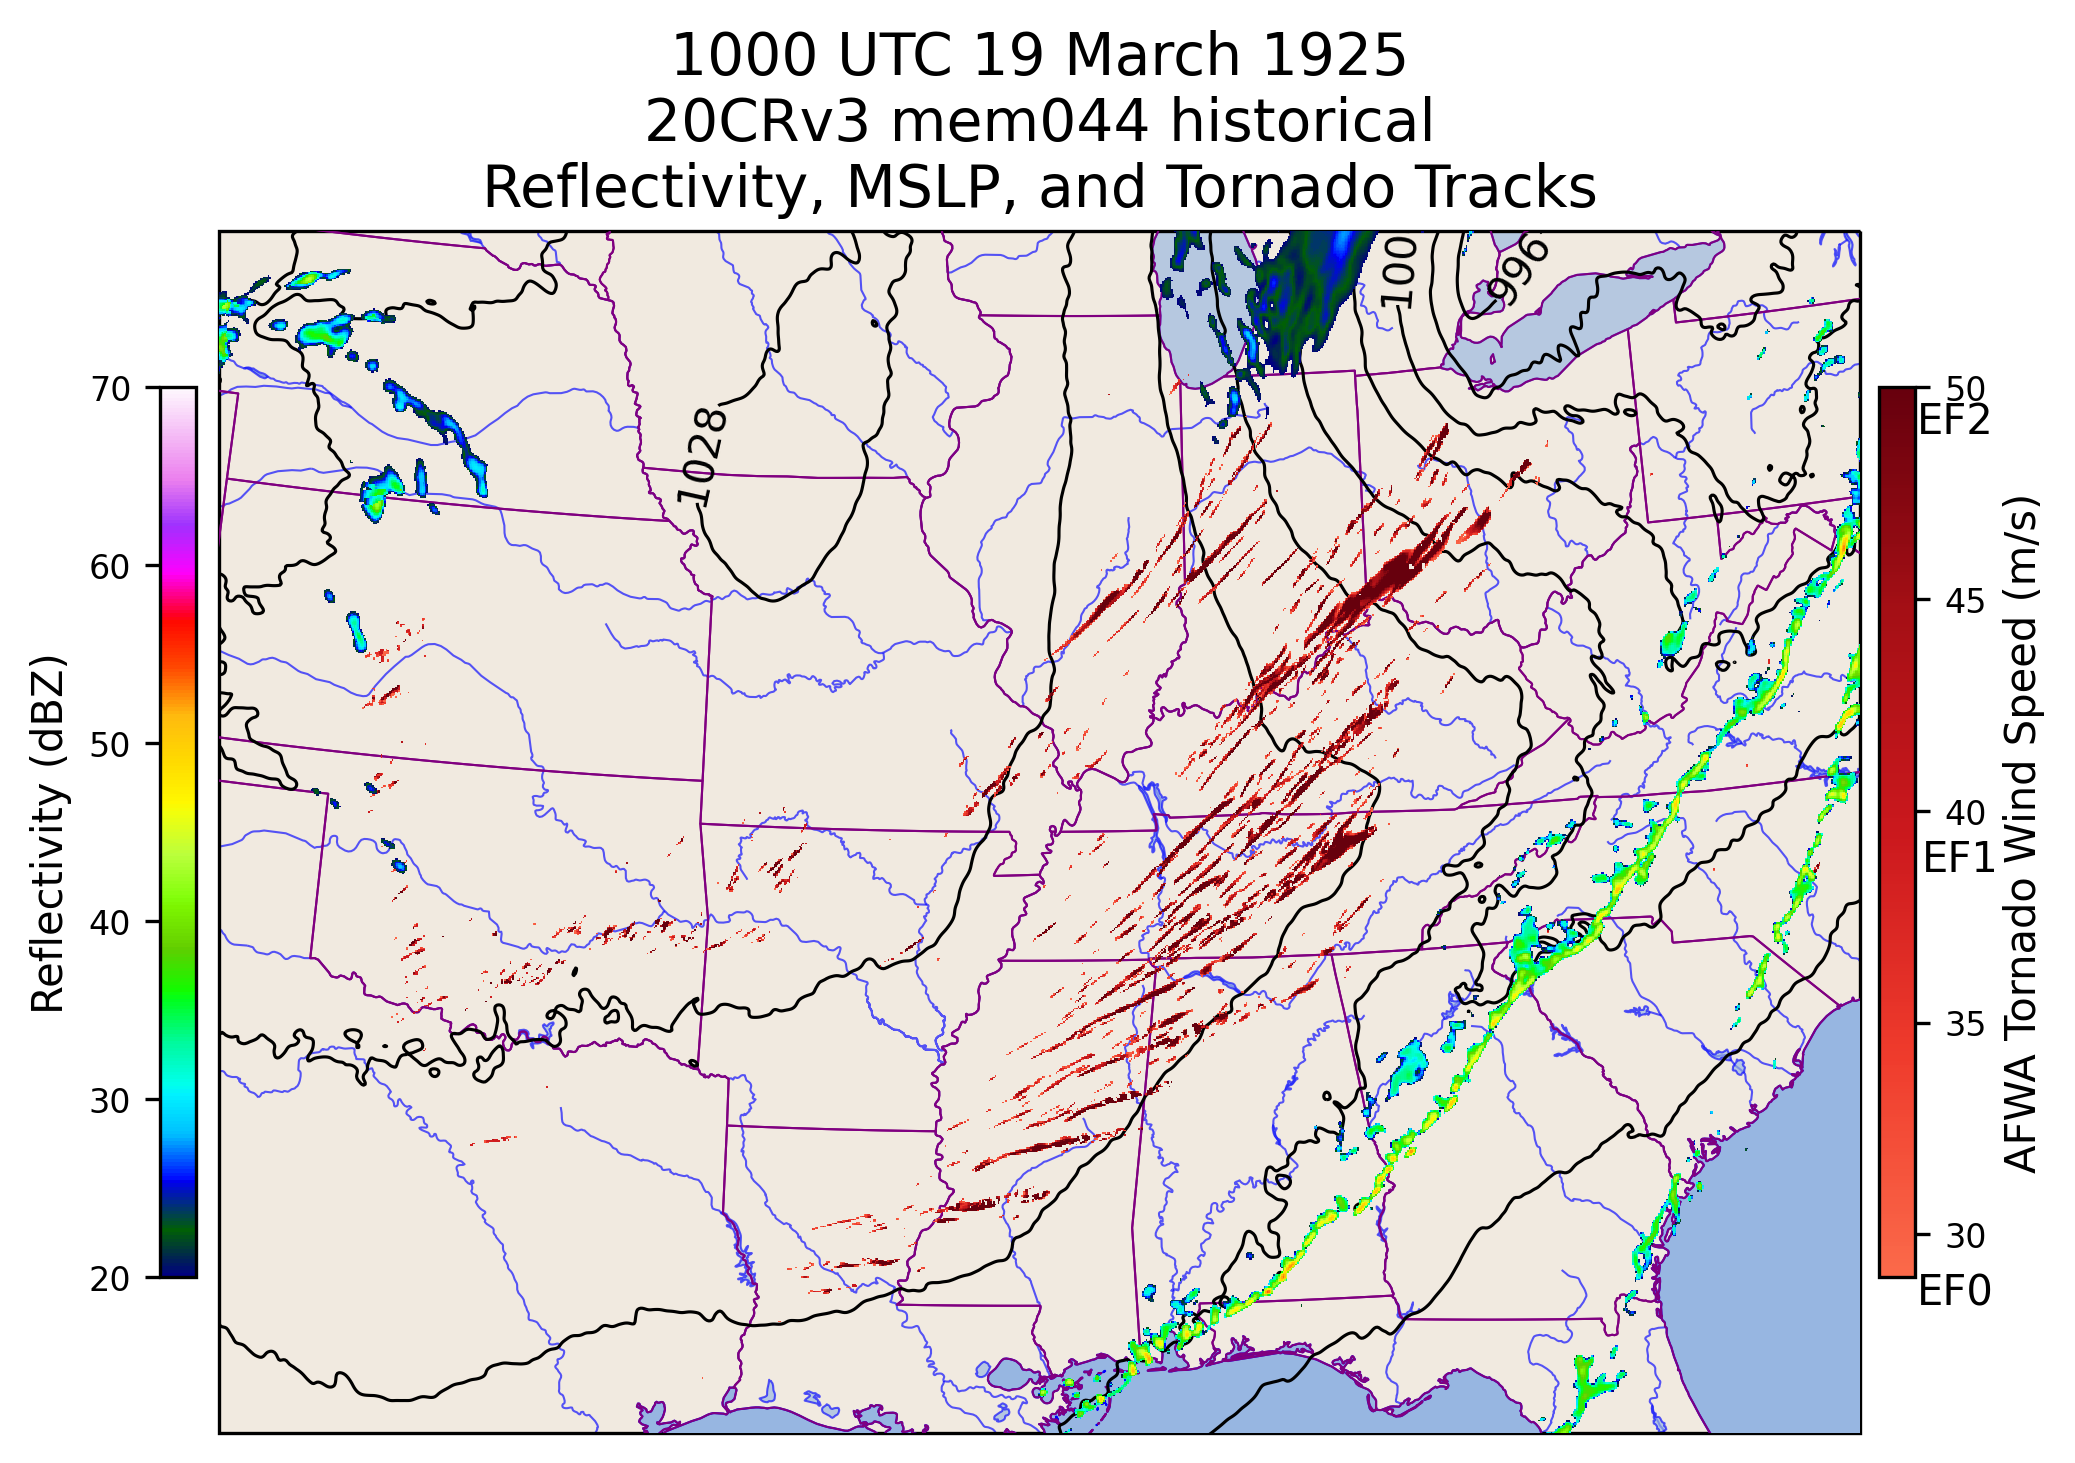 1000 UTC 19 March 1925
20CRv3 mem044 historical
Reflectivity, MSLP, and Tornado Tracks
996
100
1028
70
60
50
40
30
20
Reflectivity (dBZ)
50
EF2
45
40
EF1
35
30
EF0
AFWA Tornado Wind Speed (m/s)